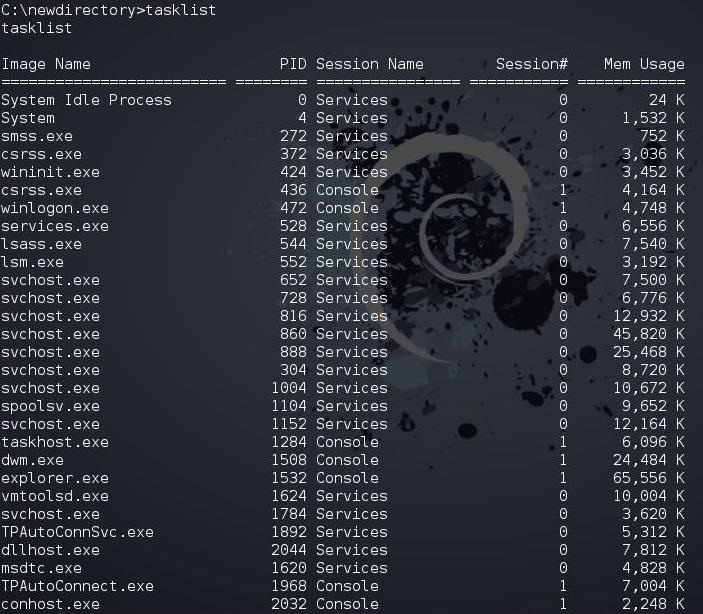 C:\newdirectory>tasklist
tasklist
Image Name                     PID Session Name        Session#    Mem Usage
========================= ======== ================ =========== ============
System Idle Process              0 Services                   0         24 K
System                           4 Services                   0      1,532 K
smss.exe                       272 Services                   0        752 K
csrss.exe                      372 Services                   0      3,036 K
wininit.exe                    424 Services                   0      3,452 K
csrss.exe                      436 Console                    1      4,164 K
winlogon.exe                   472 Console                    1      4,748 K
services.exe                   528 Services                   0      6,556 K
lsass.exe                      544 Services                   0      7,540 K
lsm.exe                        552 Services                   0      3,192 K
svchost.exe                    652 Services                   0      7,500 K
svchost.exe                    728 Services                   0      6,776 K
svchost.exe                    816 Services                   0     12,932 K
svchost.exe                    860 Services                   0     45,820 K
svchost.exe                    888 Services                   0     25,468 K
svchost.exe                    304 Services                   0      8,720 K
svchost.exe                   1004 Services                   0     10,672 K
spoolsv.exe                   1104 Services                   0      9,652 K
svchost.exe                   1152 Services                   0     12,164 K
taskhost.exe                  1284 Console                    1      6,096 K
dwm.exe                       1508 Console                    1     24,484 K
explorer.exe                  1532 Console                    1     65,556 K
vmtoolsd.exe                  1624 Services                   0     10,004 K
svchost.exe                   1784 Services                   0      3,620 K
TPAutoConnSvc.exe             1892 Services                   0      5,312 K
dllhost.exe                   2044 Services                   0      7,812 K
msdtc.exe                     1620 Services                   0      4,828 K
TPAutoConnect.exe             1968 Console                    1      7,004 K
conhost.exe                   2032 Console                    1      2,248 K